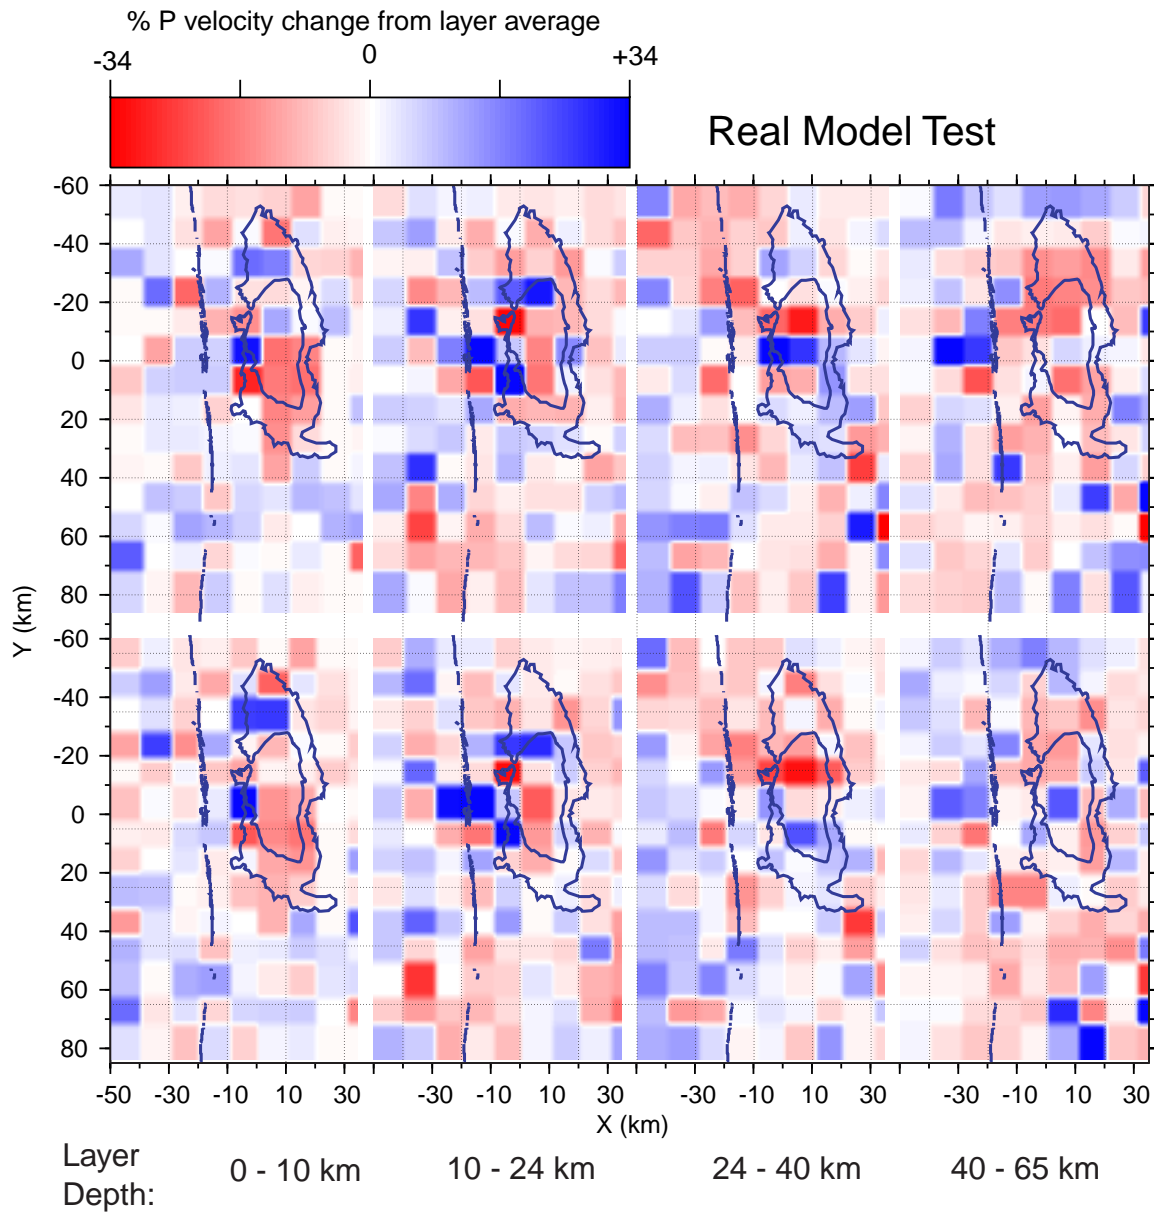 % P velocity change from layer average
-34 0 +34
Real Model Test
-60
-40
-20
0
20
40
60
80
Y (km)
-60
-40
-20
0
20
40
60
80
-50 -30 -10 10 30 -30 -10 10 30 -30 -10 10 30 -30 -10 10 30
X (km)
Layer
Depth:
0 - 10 km 10 - 24 km 24 - 40 km 40 - 65 km